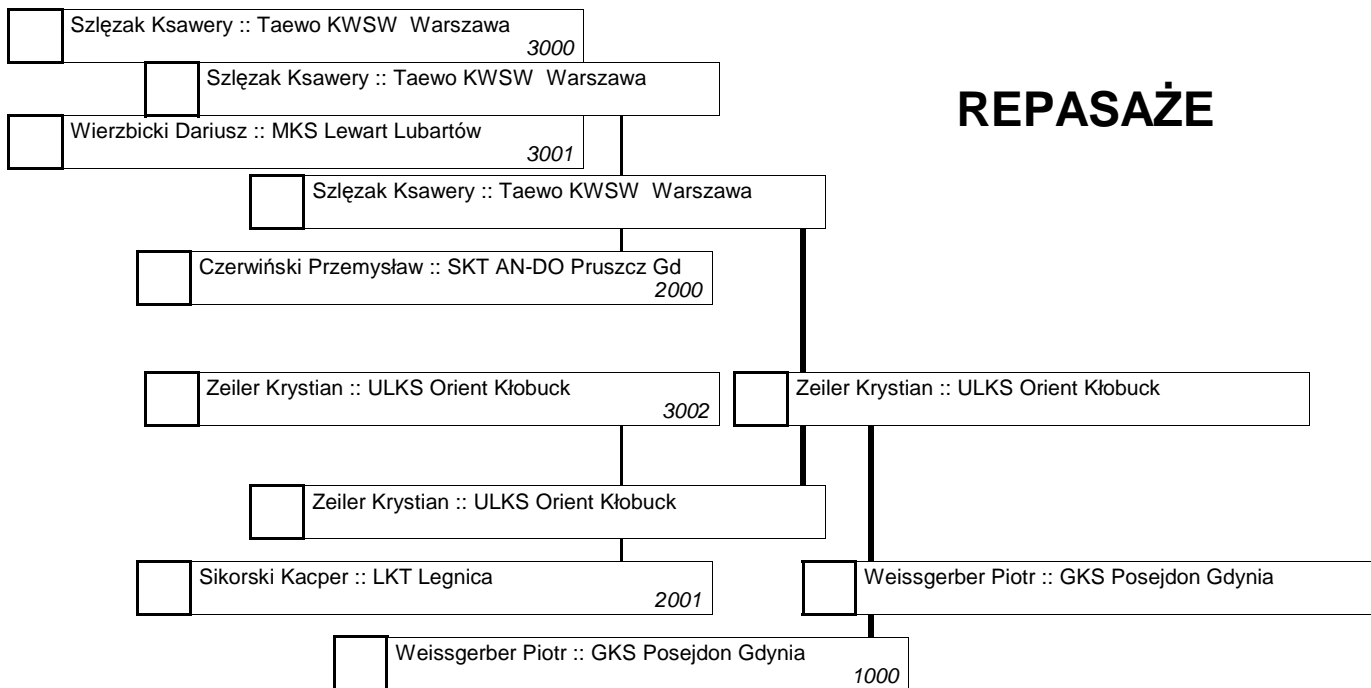 Szlęzak Ksawery :: Taewo KWSW  Warszawa
3000
Szlęzak Ksawery :: Taewo KWSW  Warszawa
REPASAŻE
Wierzbicki Dariusz :: MKS Lewart Lubartów
3001
Szlęzak Ksawery :: Taewo KWSW  Warszawa
Czerwiński Przemysław :: SKT AN-DO Pruszcz Gd
2000
Zeiler Krystian :: ULKS Orient Kłobuck
3002
Zeiler Krystian :: ULKS Orient Kłobuck
Zeiler Krystian :: ULKS Orient Kłobuck
Sikorski Kacper :: LKT Legnica
2001
Weissgerber Piotr :: GKS Posejdon Gdynia
Weissgerber Piotr :: GKS Posejdon Gdynia
1000